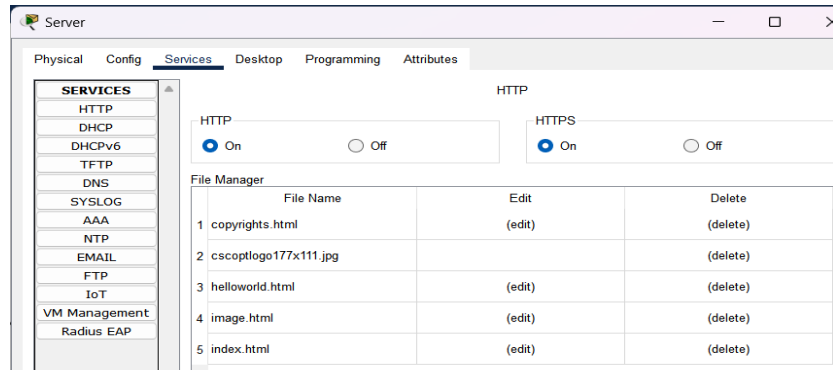 Server
Physical Config Services Desktop Programming Attributes
SERVICES
HTTP
DHCP
DHCPv6
TFTP
DNS
SYSLOG
AAA
NTP
EMAIL
FTP
IoT
VM Management
Radius EAP
HTTP
HTTP
On Off
HTTPS
On Off
File Manager
File Name Edit Delete
1 copyrights.html (edit) (delete)
2 cscoptlogo177x111.jpg (delete)
3 helloworld.html (edit) (delete)
4 image.html (edit) (delete)
5 index.html (edit) (delete)